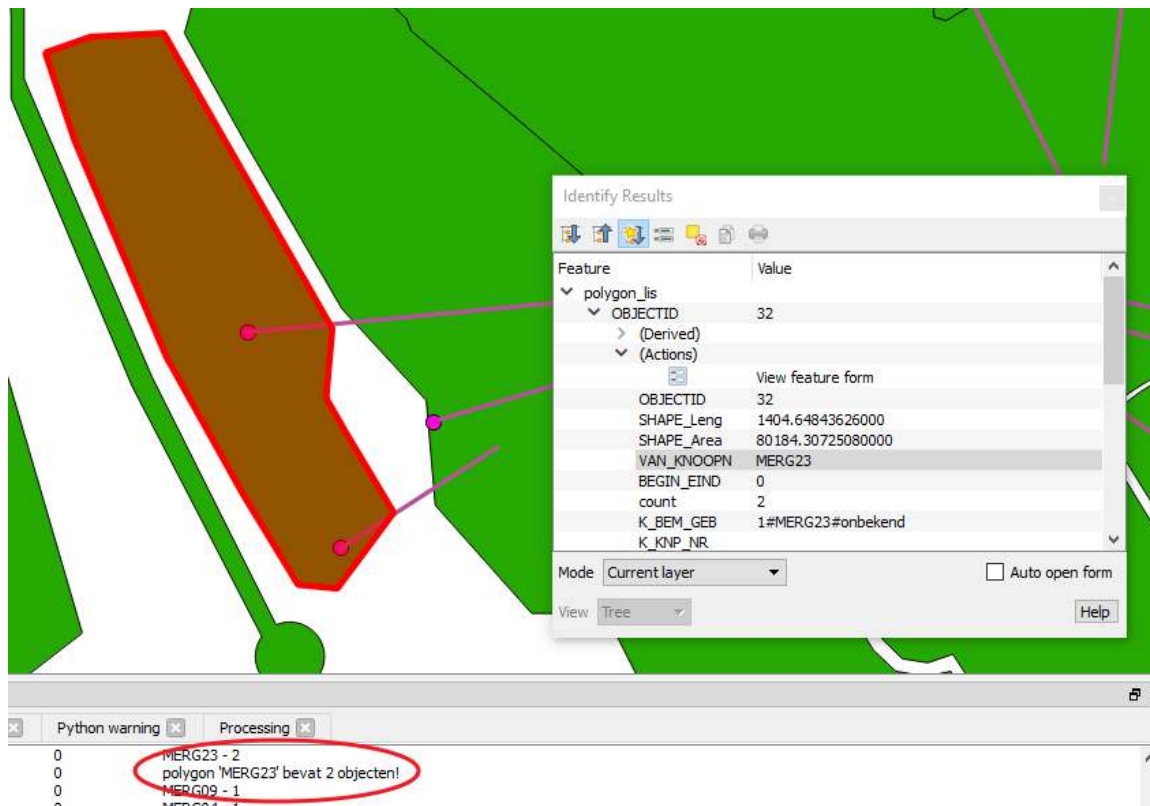 Identify Results
Feature Value
polygon_lis
OBJECTID 32
(Derived)
(Actions)
View feature form
OBJECTID 32
SHAPE_Leng 1404.64843626000
SHAPE_Area 80184.30725080000
VAN_KNOOPN MERG23
BEGIN_EIND 0
count 2
K_BEM_GEB 1#MERG23#onbekend
K_KNP_NR
Mode Current layer Auto open form
View Tree Help
Python warning Processing
0 MERG23 - 2
0 polygon 'MERG23' bevat 2 objecten!
0 MERG09 - 1